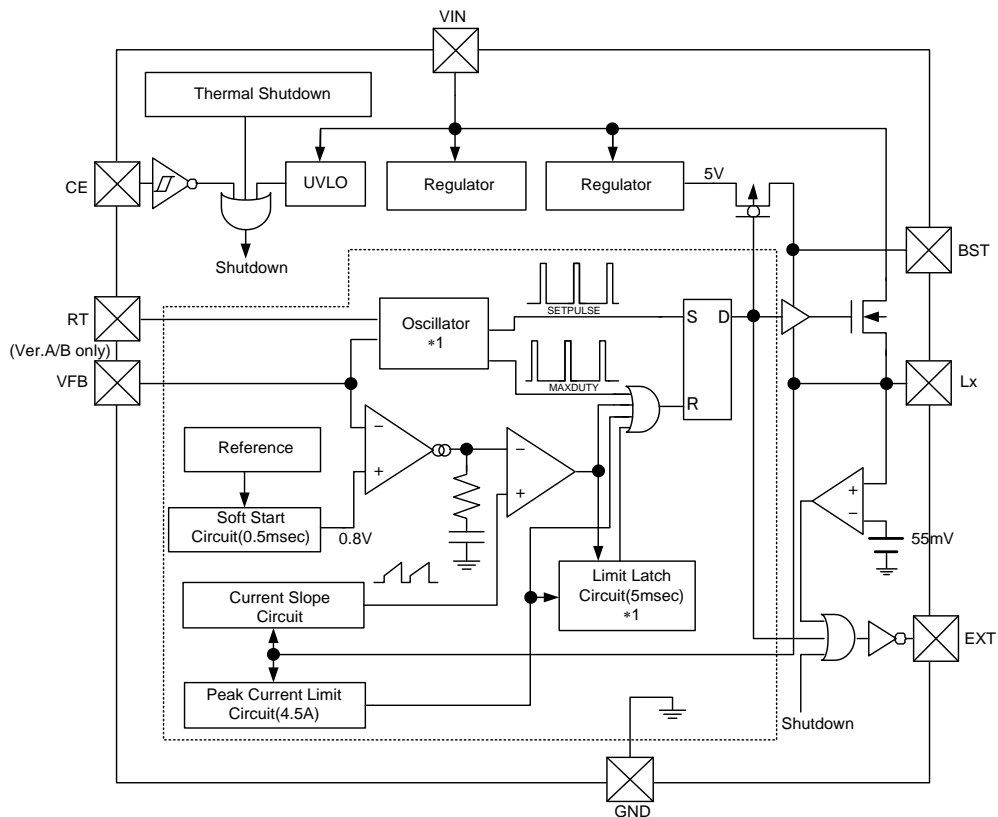 VIN
Thermal Shutdown
CE
UVLO
Regulator
Regulator
5V
BST
Shutdown
RT
(Ver.A/B only)
Oscillator
*1
SETPULSE
S
D
VFB
MAXDUTY
R
Lx
−
+
Reference
−
+
Soft Start
Circuit(0.5msec)
0.8V
+
−
55mV
Limit Latch
Circuit(5msec)
*1
Current Slope
Circuit
EXT
Peak Current Limit
Circuit(4.5A)
Shutdown
GND